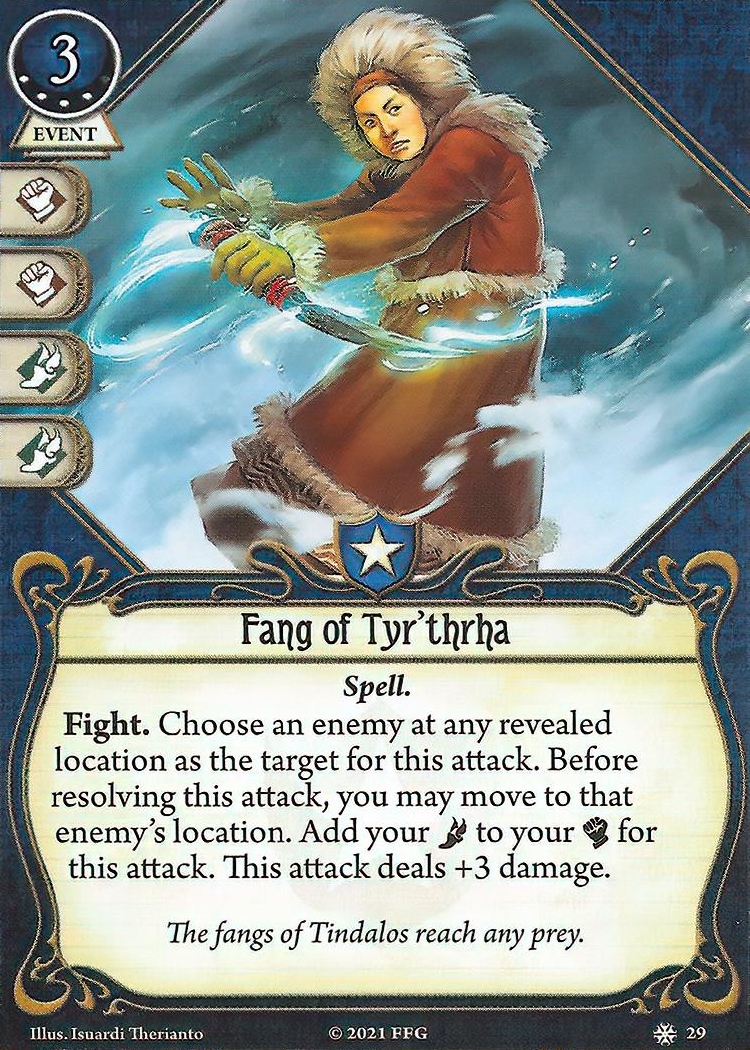 3
EVENT
Fang of Tyr'thrha
Spell.
Fight. Choose an enemy at any revealed
location as the target for this attack. Before
resolving this attack, you may move to that
enemy's location. Add your to your for
this attack. This attack deals +3 damage.
The fangs of Tindalos reach any prey.
Illus. Isuardi Therianto
© 2021 FFG
29